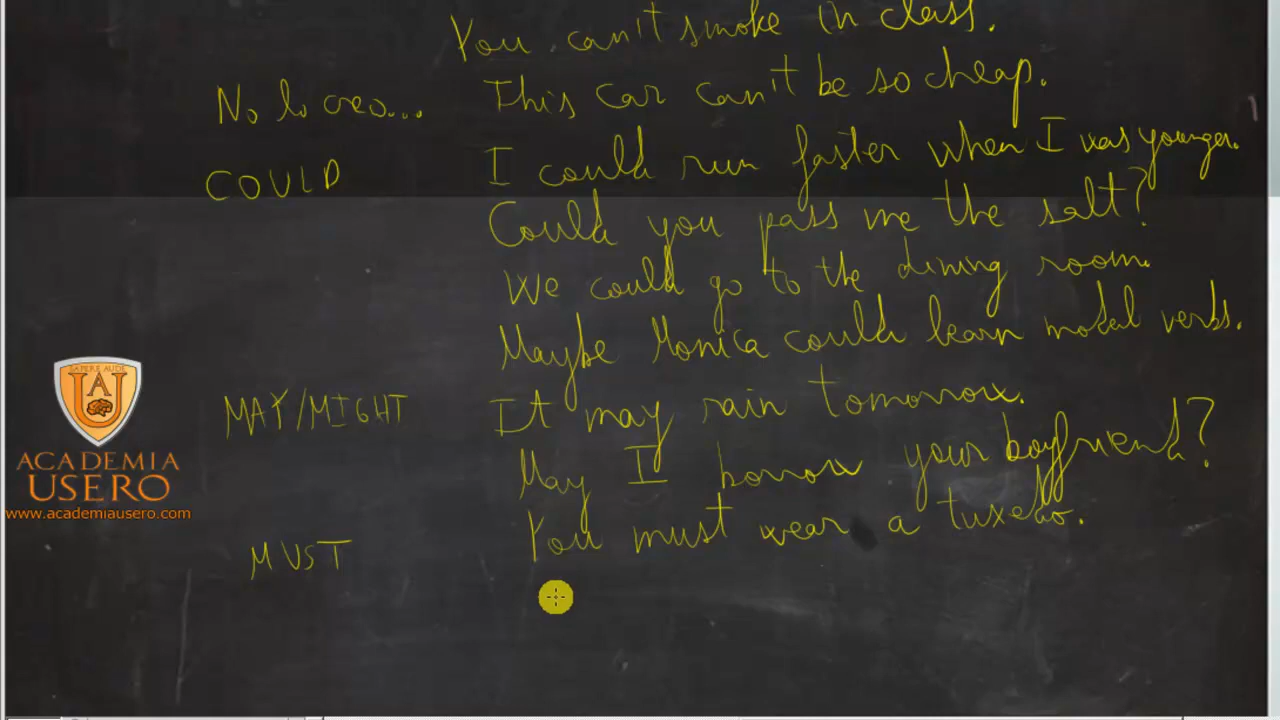 You can't smoke in class.
No lo creo... This car can't be so cheap.
COULD I could run faster when I was younger.
Could you pass me the salt?
We could go to the dining room.
Maybe Monica could learn modal verbs.
MAY/MIGHT It may rain tomorrow.
May I borrow your boyfriend?
MUST You must wear a tuxedo.
SAPERE AUDE
UA
ACADEMIA
USERO
www.academiausero.com